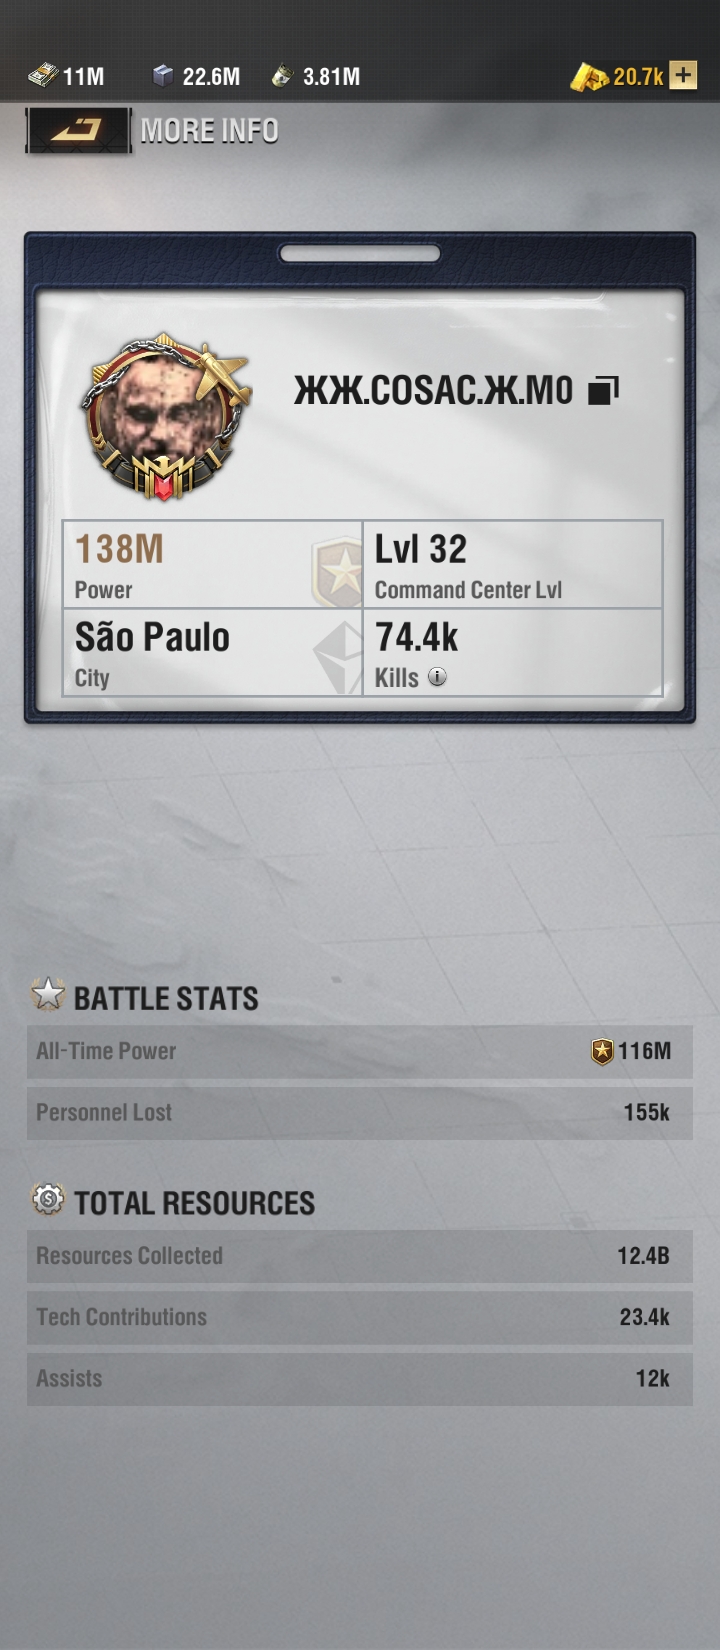 11M 22.6M 3.81M 20.7k +
MORE INFO
ЖЖ.COSAC.Ж.M0
138M
Power
Lvl 32
Command Center Lvl
São Paulo
City
74.4k
Kills i
BATTLE STATS
All-Time Power 116M
Personnel Lost 155k
TOTAL RESOURCES
Resources Collected 12.4B
Tech Contributions 23.4k
Assists 12k